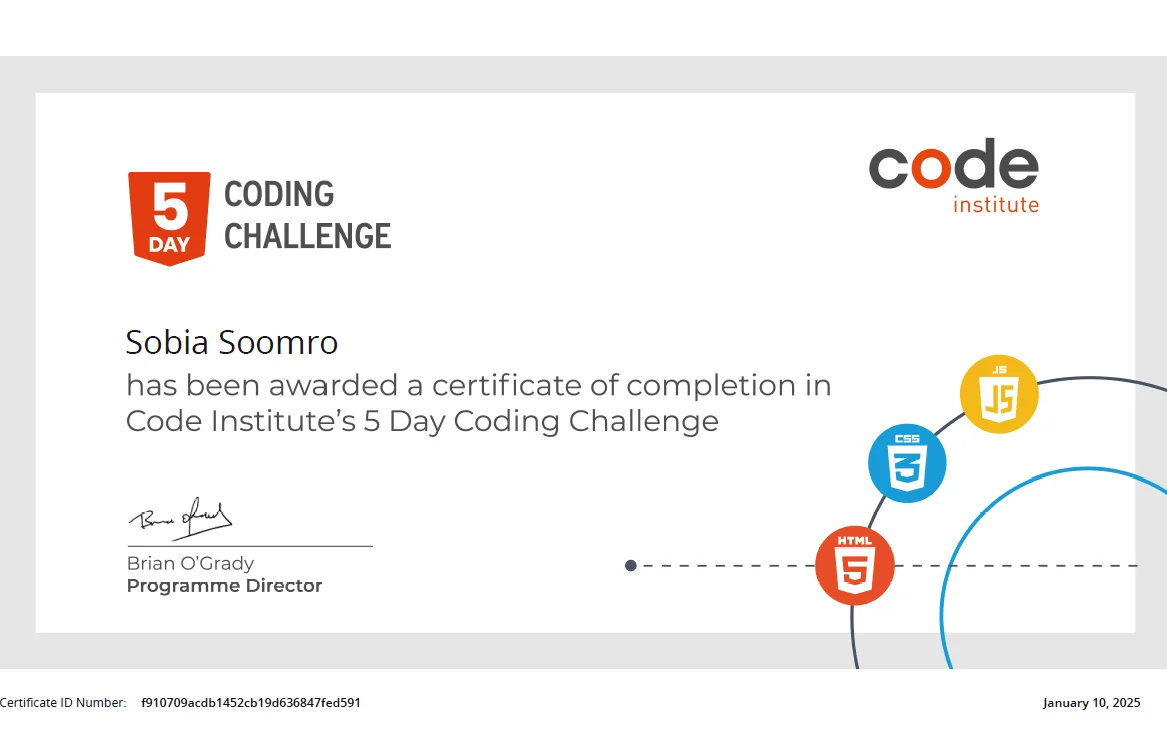 5
DAY
CODING
CHALLENGE
code
institute
Sobia Soomro
has been awarded a certificate of completion in
Code Institute’s 5 Day Coding Challenge
JS
JS
CSS
3
HTML
5
Brian O’Grady
Programme Director
Certificate ID Number: f910709acdb1452cb19d636847fed591
January 10, 2025